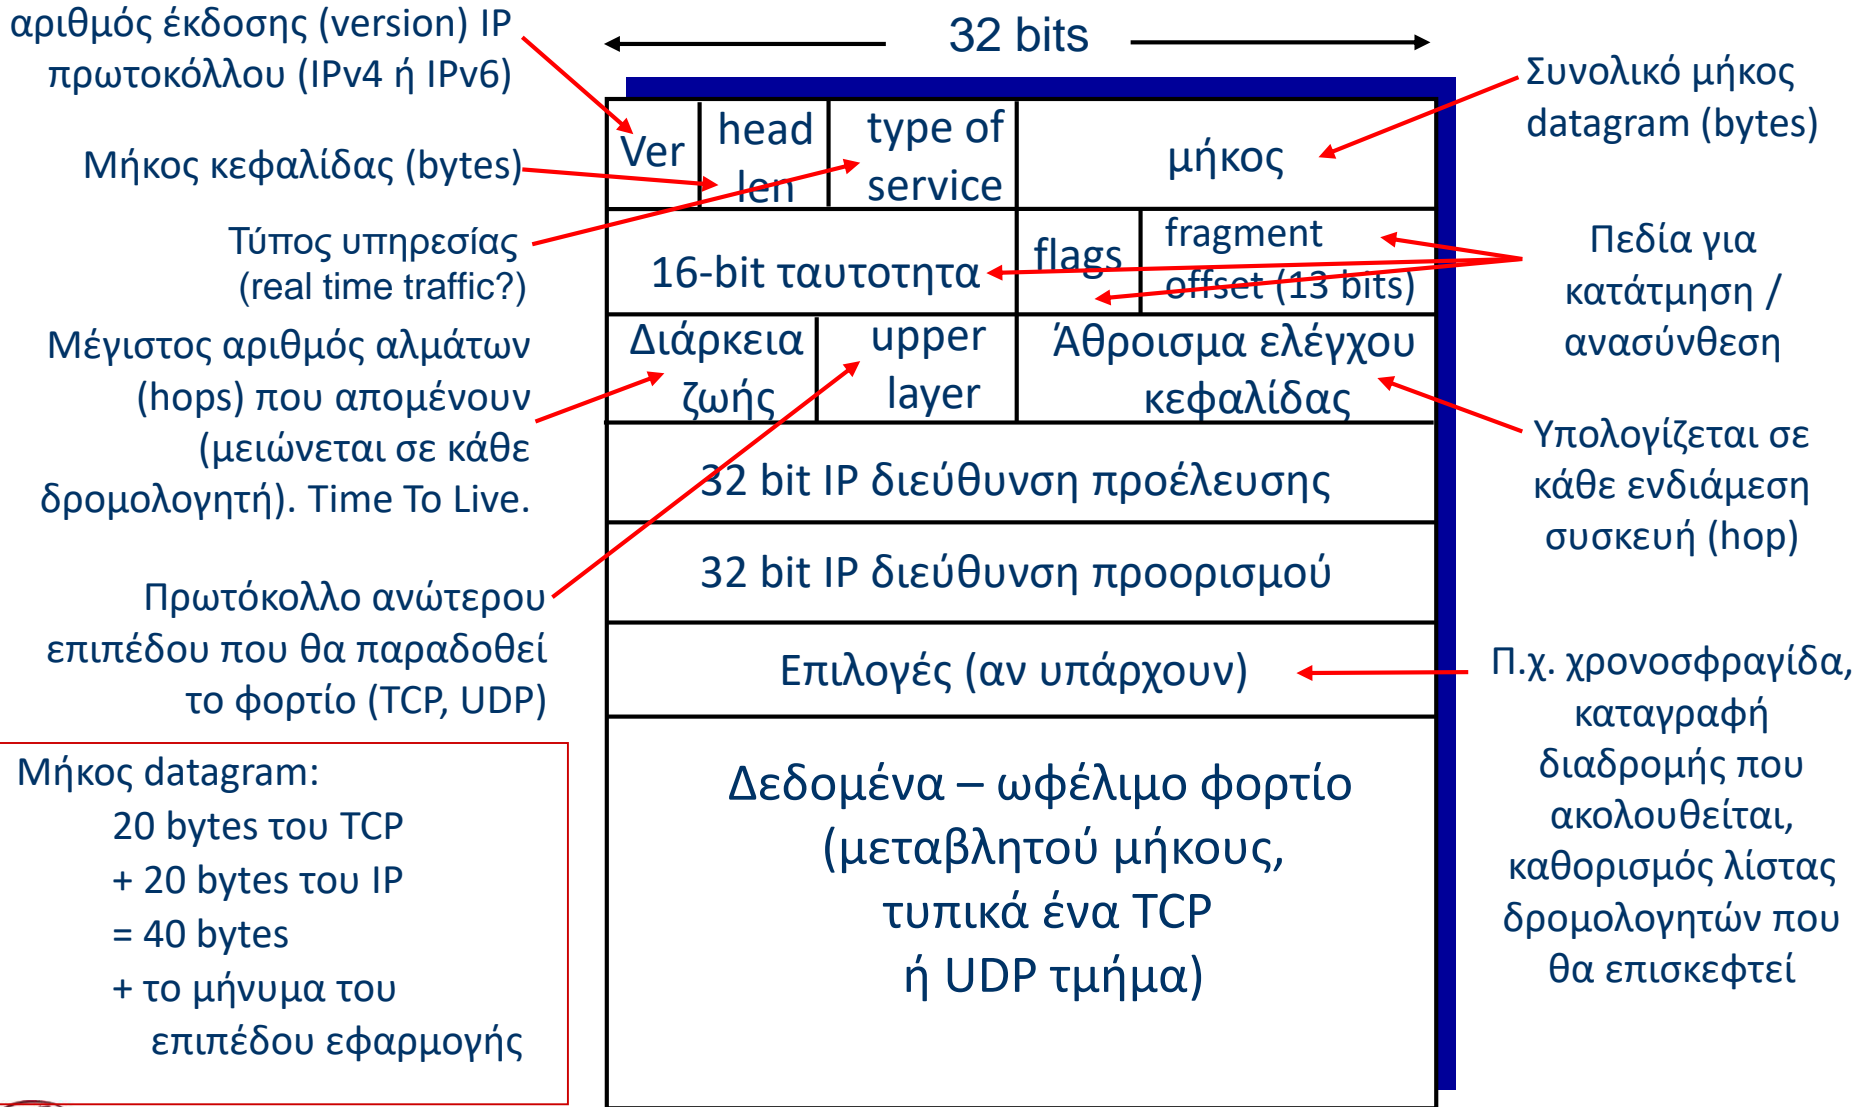 αριθμός έκδοσης (version) IP
πρωτοκόλλου (IPv4 ή IPv6)
Μήκος κεφαλίδας (bytes)
Τύπος υπηρεσίας
(real time traffic?)
Μέγιστος αριθμός αλμάτων
(hops) που απομένουν
(μειώνεται σε κάθε
δρομολογητή). Time To Live.
Πρωτόκολλο ανώτερου
επιπέδου που θα παραδοθεί
το φορτίο (TCP, UDP)
Μήκος datagram:
20 bytes του TCP
+ 20 bytes του IP
= 40 bytes
+ το μήνυμα του
επιπέδου εφαρμογής
32 bits
Ver
head
len
type of
service
μήκος
16-bit ταυτοτητα
flags
fragment
offset (13 bits)
Διάρκεια
ζωής
upper
layer
Άθροισμα ελέγχου
κεφαλίδας
32 bit IP διεύθυνση προέλευσης
32 bit IP διεύθυνση προορισμού
Επιλογές (αν υπάρχουν)
Δεδομένα – ωφέλιμο φορτίο
(μεταβλητού μήκους,
τυπικά ένα TCP
ή UDP τμήμα)
Συνολικό μήκος
datagram (bytes)
Πεδία για
κατάτμηση /
ανασύνθεση
Υπολογίζεται σε
κάθε ενδιάμεση
συσκευή (hop)
Π.χ. χρονοσφραγίδα,
καταγραφή
διαδρομής που
ακολουθείται,
καθορισμός λίστας
δρομολογητών που
θα επισκεφτεί